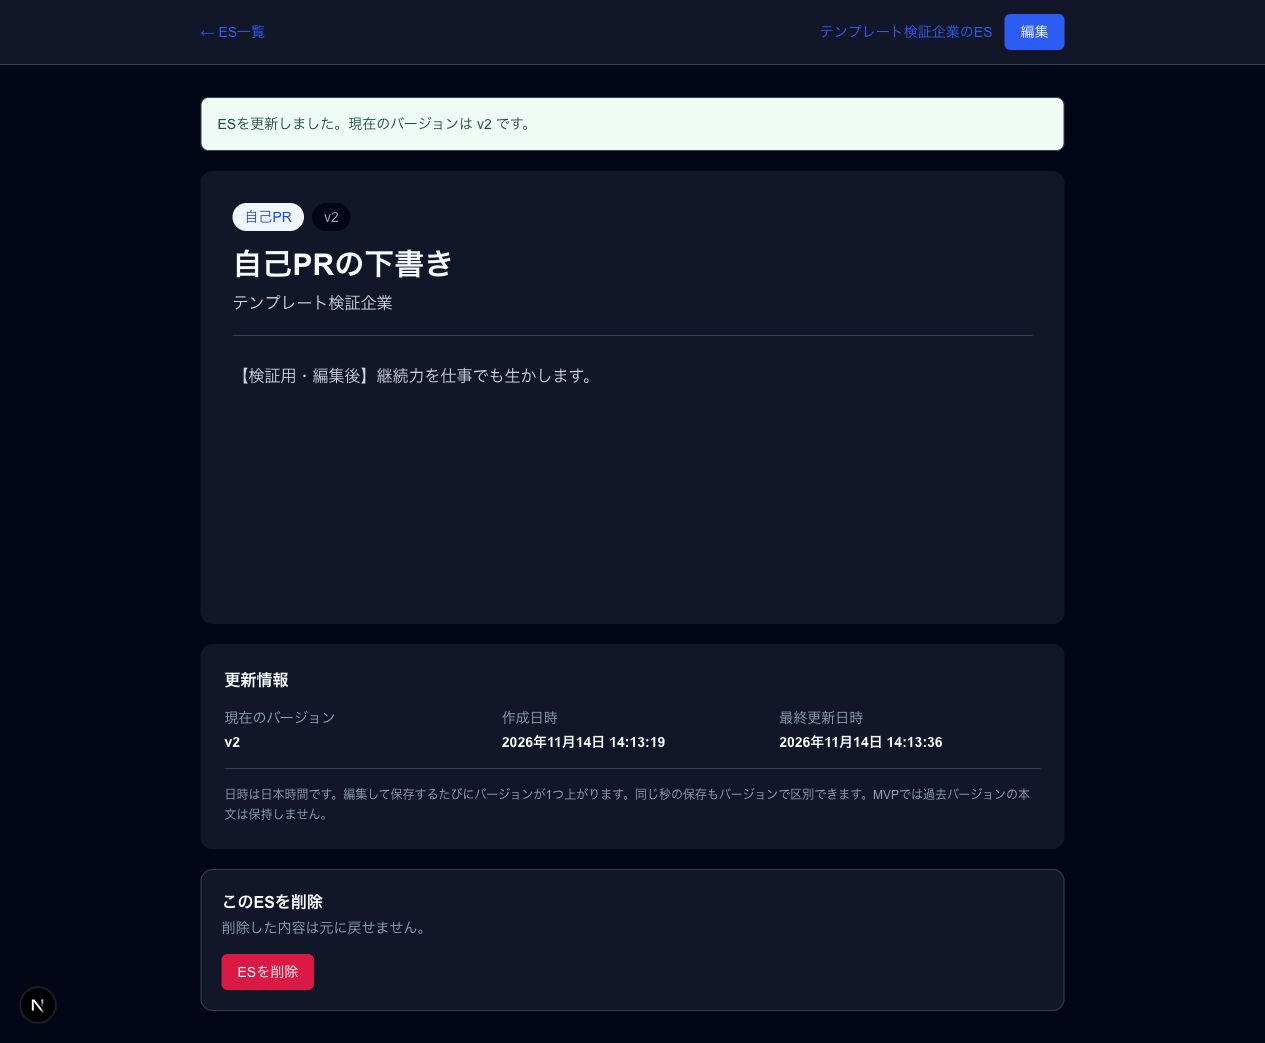 ← ES一覧
テンプレート検証企業のES
編集
ESを更新しました。現在のバージョンは v2 です。
自己PR
v2
自己PRの下書き
テンプレート検証企業
【検証用・編集後】継続力を仕事でも生かします。
更新情報
現在のバージョン
v2
作成日時
2026年11月14日 14:13:19
最終更新日時
2026年11月14日 14:13:36
日時は日本時間です。編集して保存するたびにバージョンが1つ上がります。同じ秒の保存もバージョンで区別できます。MVPでは過去バージョンの本
文は保持しません。
このESを削除
削除した内容は元に戻せません。
ESを削除
N